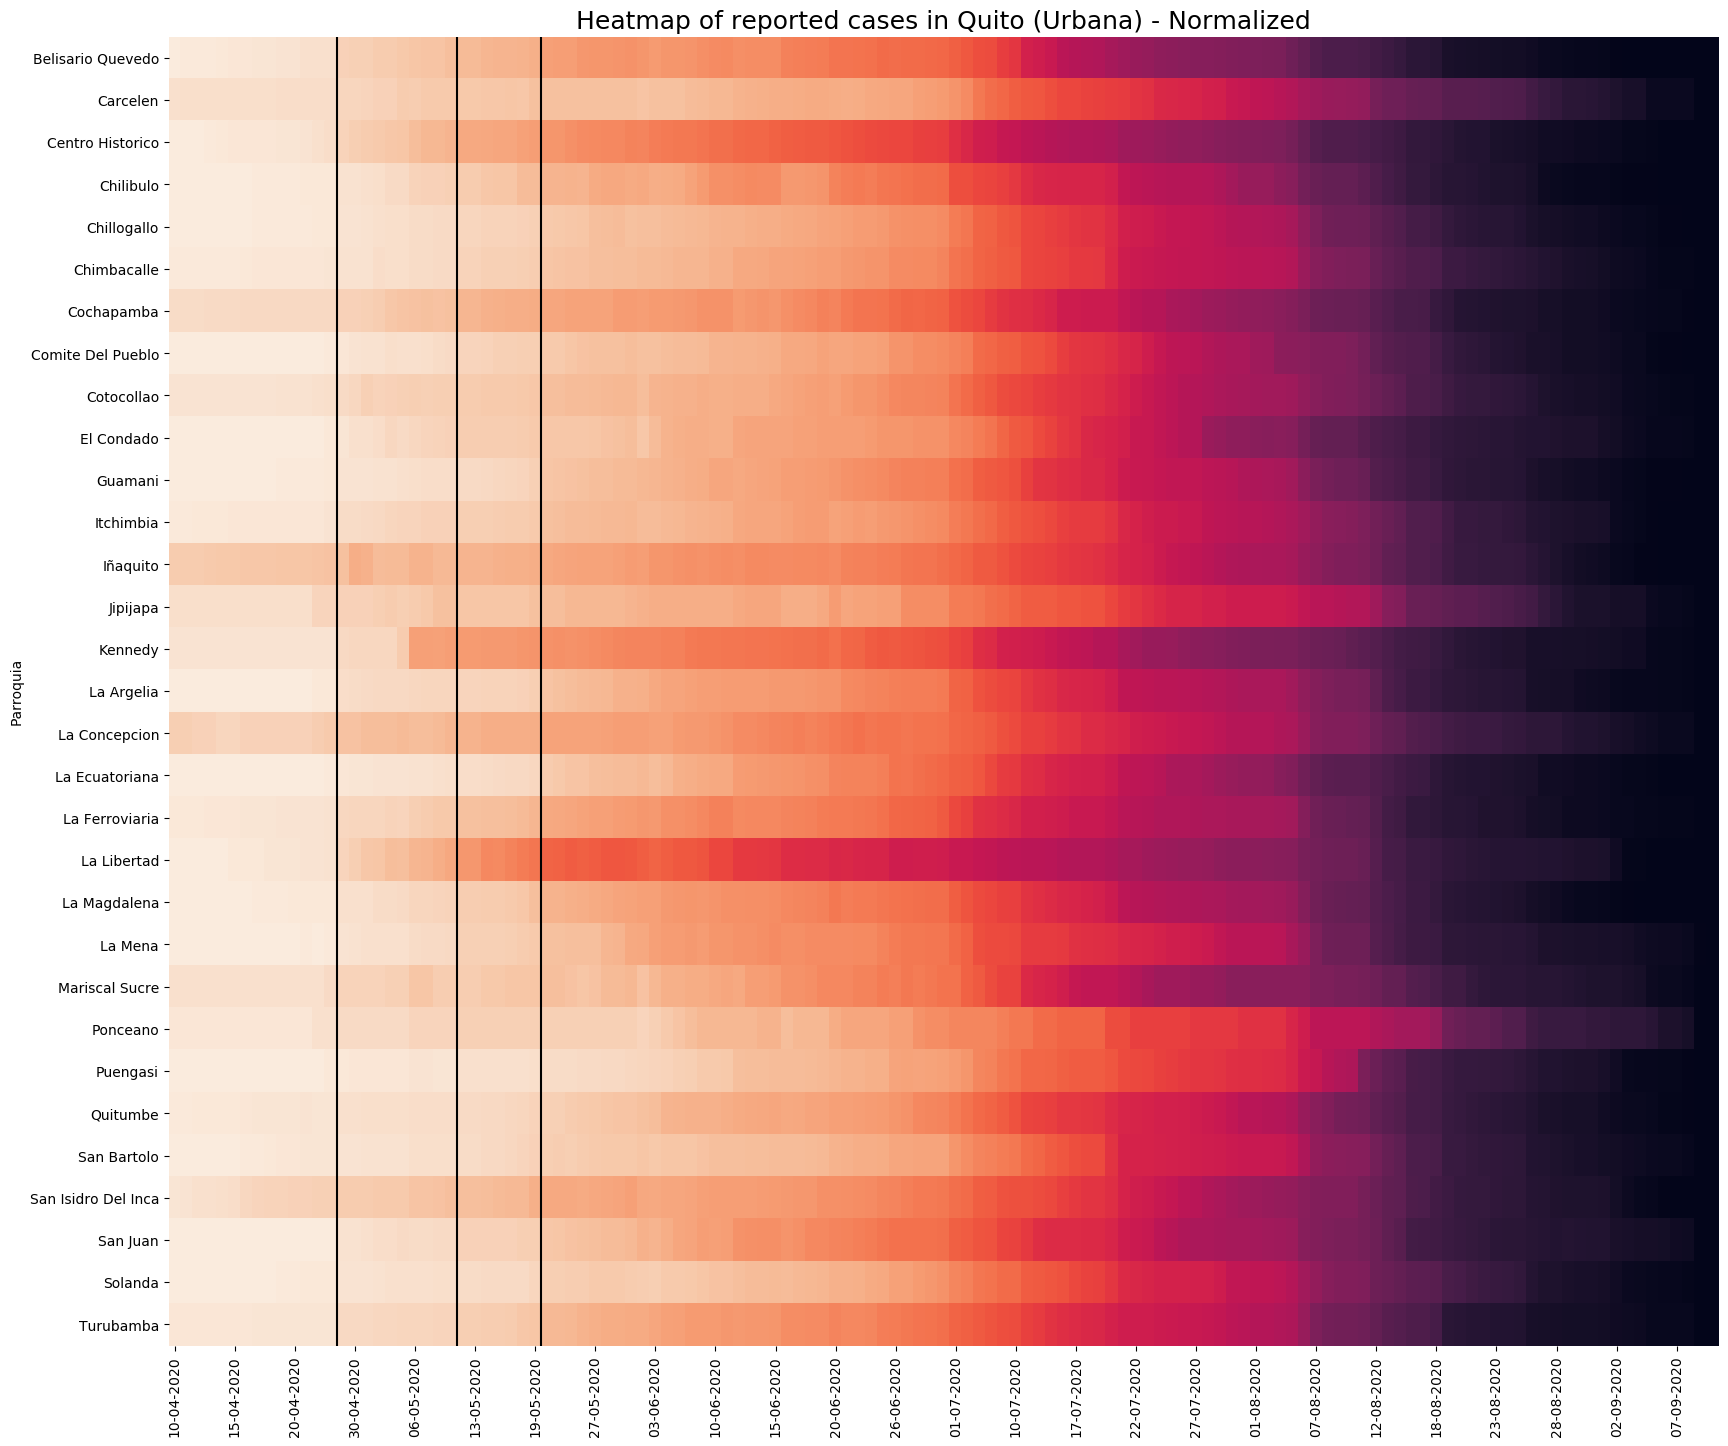 Heatmap of reported cases in Quito (Urbana) - Normalized
Parroquia
Belisario Quevedo
Carcelen
Centro Historico
Chilibulo
Chillogallo
Chimbacalle
Cochapamba
Comite Del Pueblo
Cotocollao
El Condado
Guamani
Itchimbia
Iñaquito
Jipijapa
Kennedy
La Argelia
La Concepcion
La Ecuatoriana
La Ferroviaria
La Libertad
La Magdalena
La Mena
Mariscal Sucre
Ponceano
Puengasi
Quitumbe
San Bartolo
San Isidro Del Inca
San Juan
Solanda
Turubamba
10-04-2020
15-04-2020
20-04-2020
30-04-2020
06-05-2020
13-05-2020
19-05-2020
27-05-2020
03-06-2020
10-06-2020
15-06-2020
20-06-2020
26-06-2020
01-07-2020
10-07-2020
17-07-2020
22-07-2020
27-07-2020
01-08-2020
07-08-2020
12-08-2020
18-08-2020
23-08-2020
28-08-2020
02-09-2020
07-09-2020